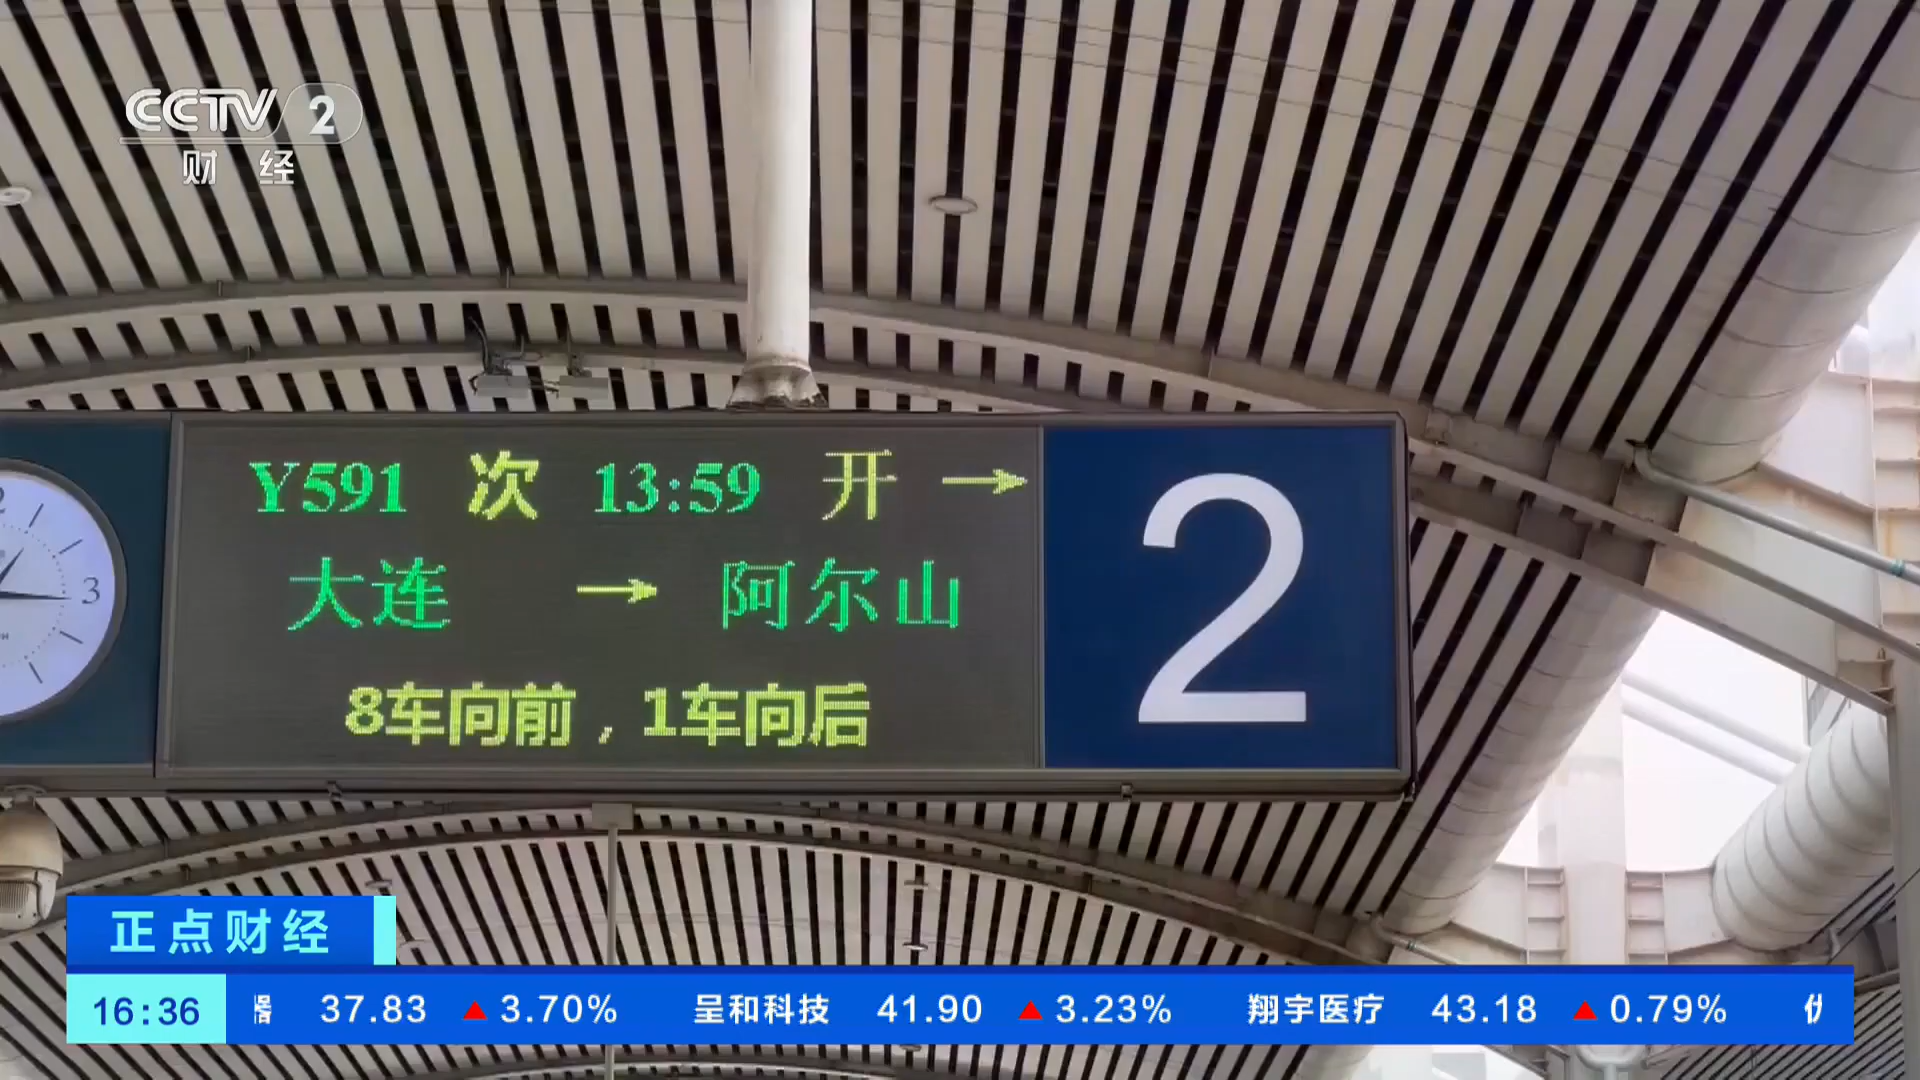 CCTV 2
财 经
Y591 次 13:59 开 →
大连 → 阿尔山
8车向前，1车向后
2
3
正点财经
16:36
37.83 ▲ 3.70% 呈和科技 41.90 ▲ 3.23% 翔宇医疗 43.18 ▲ 0.79%